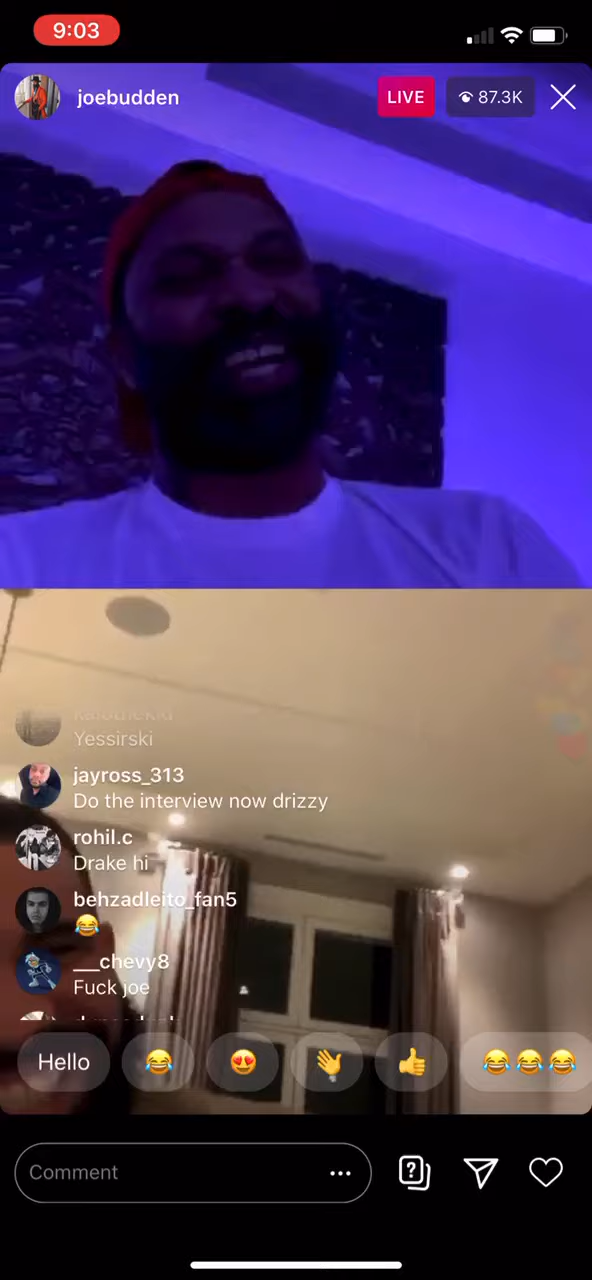 9:03
joebudden
LIVE
87.3K
Yessirski
jayross_313
Do the interview now drizzy
rohil.c
Drake hi
behzadleito_fan5
😂
___chevy8
Fuck joe
Hello 😂 😍 👋 👍 😂😂😂
Comment